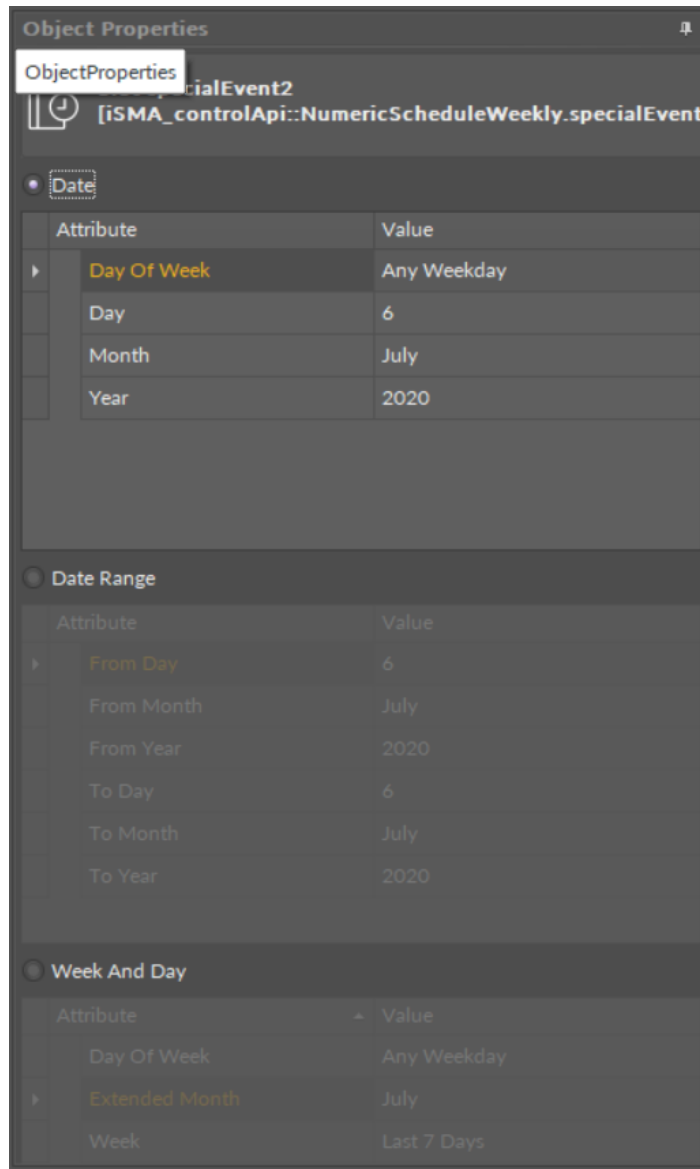 Object Properties
ObjectProperties
cialEvent2
[iSMA_controlApi::NumericScheduleWeekly.specialEvent
Date
Attribute Value
Day Of Week Any Weekday
Day 6
Month July
Year 2020
Date Range
Attribute Value
From Day 6
From Month July
From Year 2020
To Day 6
To Month July
To Year 2020
Week And Day
Attribute Value
Day Of Week Any Weekday
Extended Month July
Week Last 7 Days